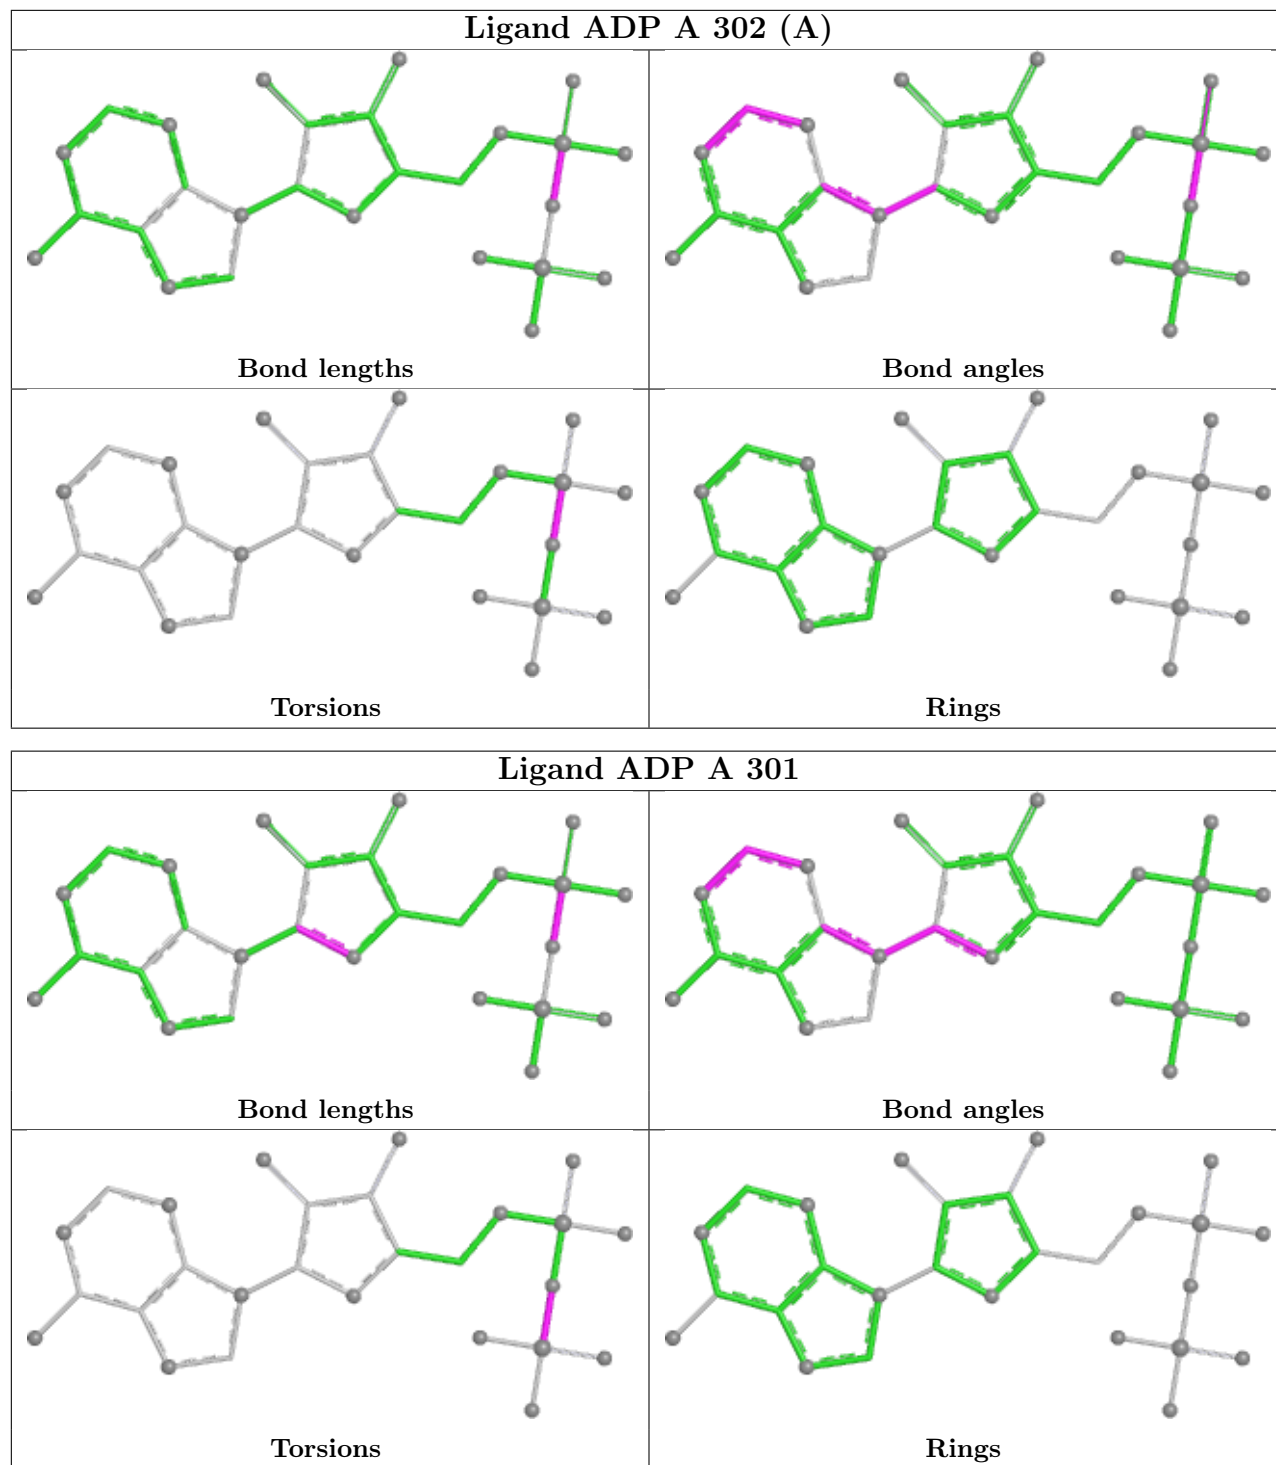 Ligand ADP A 302 (A)
Bond lengths
Bond angles
Torsions
Rings
Ligand ADP A 301
Bond lengths
Bond angles
Torsions
Rings